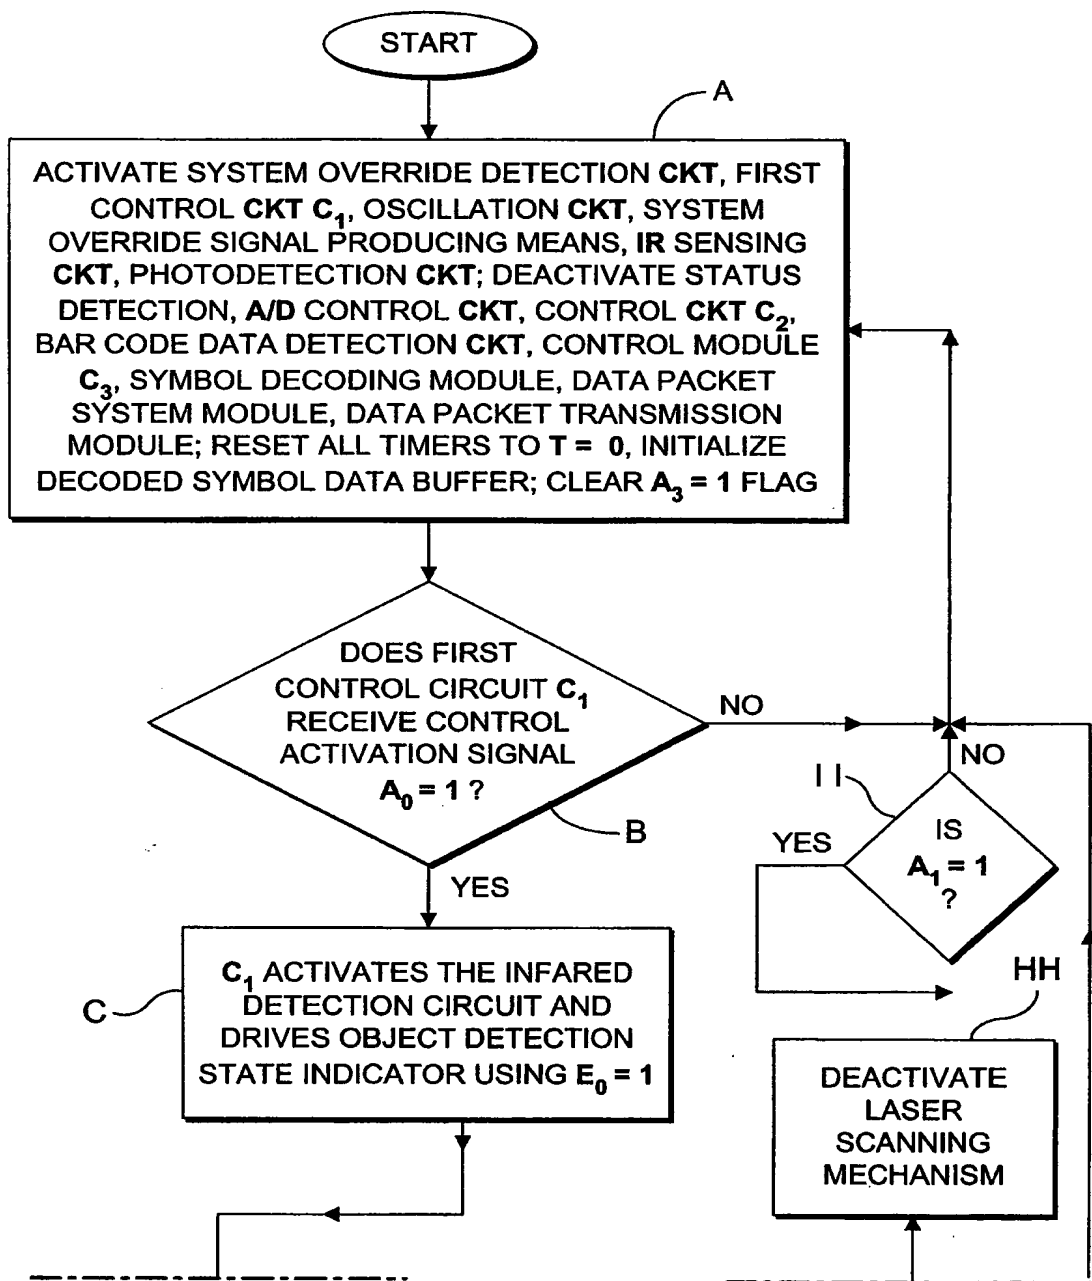 START
A
ACTIVATE SYSTEM OVERRIDE DETECTION CKT, FIRST
CONTROL CKT C₁, OSCILLATION CKT, SYSTEM
OVERRIDE SIGNAL PRODUCING MEANS, IR SENSING
CKT, PHOTODETECTION CKT; DEACTIVATE STATUS
DETECTION, A/D CONTROL CKT, CONTROL CKT C₂,
BAR CODE DATA DETECTION CKT, CONTROL MODULE
C₃, SYMBOL DECODING MODULE, DATA PACKET
SYSTEM MODULE, DATA PACKET TRANSMISSION
MODULE; RESET ALL TIMERS TO T = 0, INITIALIZE
DECODED SYMBOL DATA BUFFER; CLEAR A₃ = 1 FLAG
DOES FIRST
CONTROL CIRCUIT C₁
RECEIVE CONTROL
ACTIVATION SIGNAL
A₀ = 1 ?
NO
B
YES
NO
II
YES
IS
A₁ = 1
?
C₁ ACTIVATES THE INFARED
DETECTION CIRCUIT AND
DRIVES OBJECT DETECTION
STATE INDICATOR USING E₀ = 1
C
HH
DEACTIVATE
LASER
SCANNING
MECHANISM